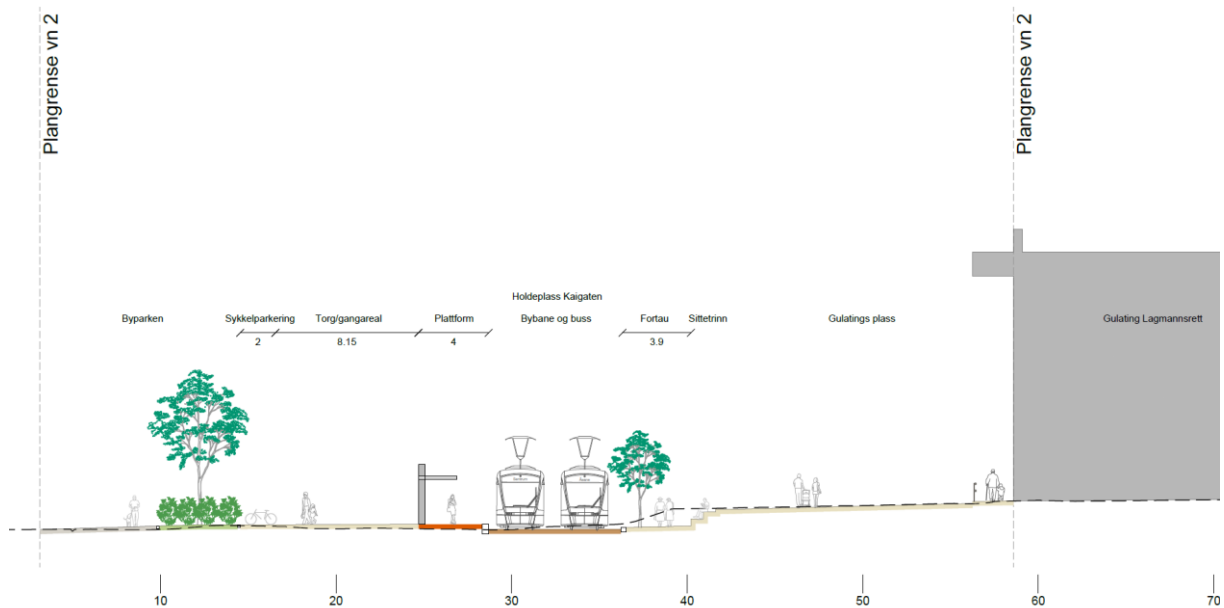 Plangrense vn 2
Plangrense vn 2
Holdeplass Kaigaten
Byparken
Sykkelparkering
Torg/gangareal
Plattform
Bybane og buss
Fortau
Sittetrinn
Gulatings plass
Gulating Lagmannsrett
2
8.15
4
3.9
10
20
30
40
50
60
70